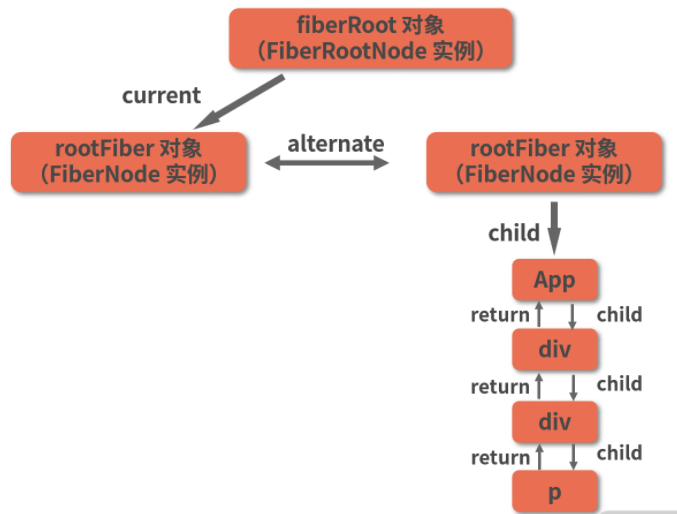 fiberRoot 对象
（FiberRootNode 实例）
current
rootFiber 对象
（FiberNode 实例）
alternate
rootFiber 对象
（FiberNode 实例）
child
App
return
child
div
return
child
div
return
child
p